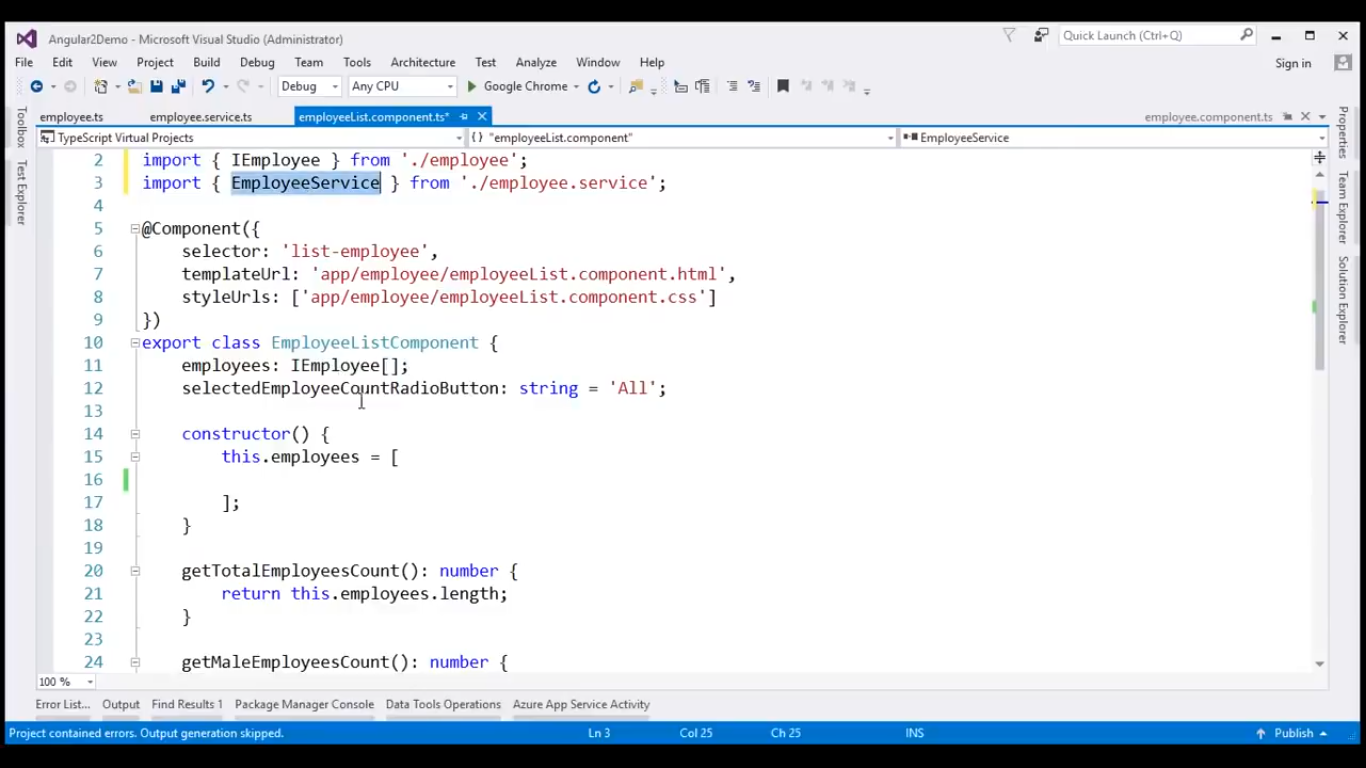 Angular2Demo - Microsoft Visual Studio (Administrator)
Quick Launch (Ctrl+Q)
File Edit View Project Build Debug Team Tools Architecture Test Analyze Window Help
Sign in
Debug Any CPU Google Chrome
employee.ts employee.service.ts employeeList.component.ts* employee.component.ts
TypeScript Virtual Projects {} "employeeList.component" EmployeeService
Toolbox
Test Explorer
2 import { IEmployee } from './employee';
3 import { EmployeeService } from './employee.service';
4
5 @Component({
6 selector: 'list-employee',
7 templateUrl: 'app/employee/employeeList.component.html',
8 styleUrls: ['app/employee/employeeList.component.css']
9 })
10 export class EmployeeListComponent {
11 employees: IEmployee[];
12 selectedEmployeeCountRadioButton: string = 'All';
13
14 constructor() {
15 this.employees = [
16
17 ];
18 }
19
20 getTotalEmployeesCount(): number {
21 return this.employees.length;
22 }
23
24 getMaleEmployeesCount(): number {
Properties
Team Explorer
Solution Explorer
100 %
Error List... Output Find Results 1 Package Manager Console Data Tools Operations Azure App Service Activity
Project contained errors. Output generation skipped. Ln 3 Col 25 Ch 25 INS Publish